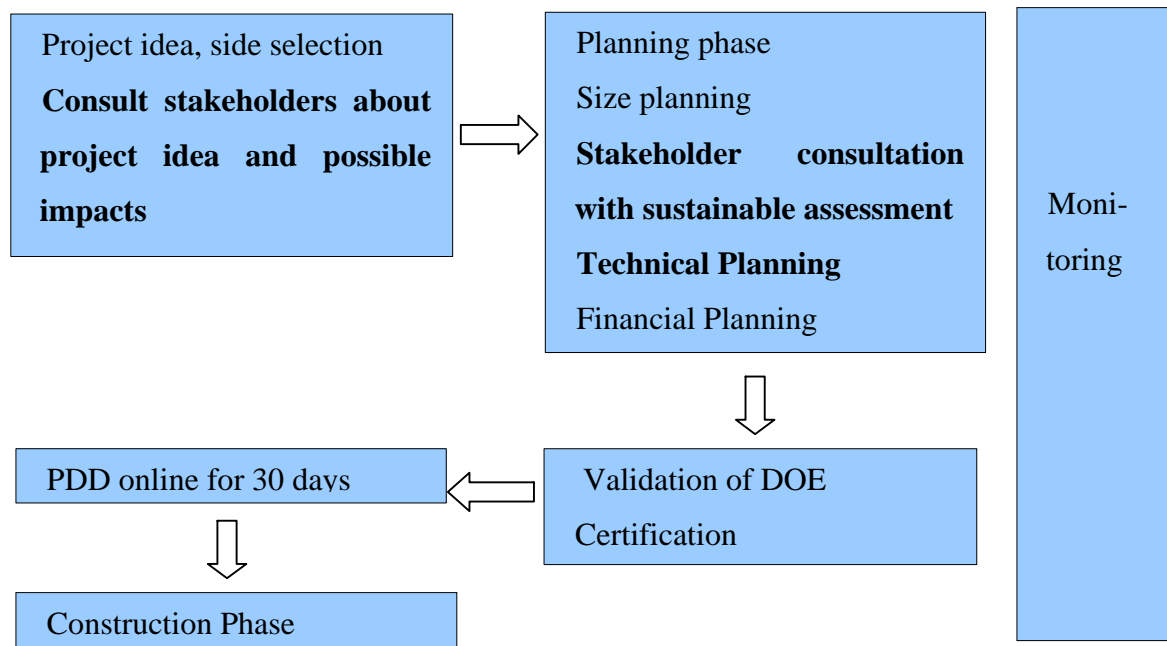 Project idea, side selection
Consult stakeholders about
project idea and possible
impacts
Planning phase
Size planning
Stakeholder consultation
with sustainable assessment
Technical Planning
Financial Planning
Moni-
toring
Validation of DOE
Certification
PDD online for 30 days
Construction Phase